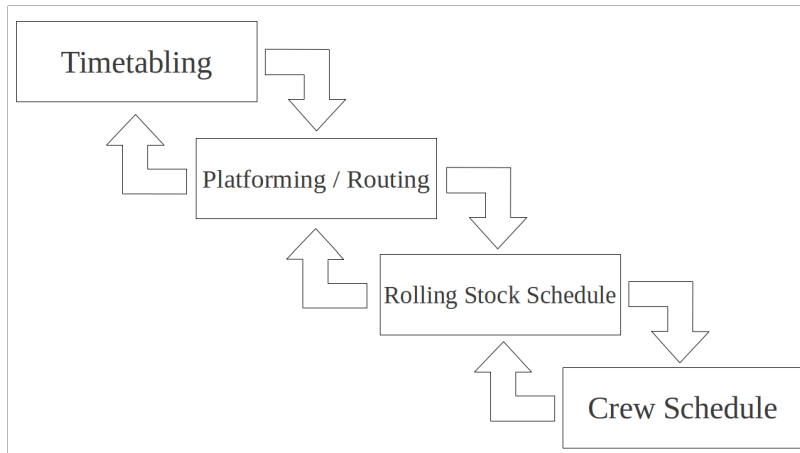 Timetabling
Platforming / Routing
Rolling Stock Schedule
Crew Schedule